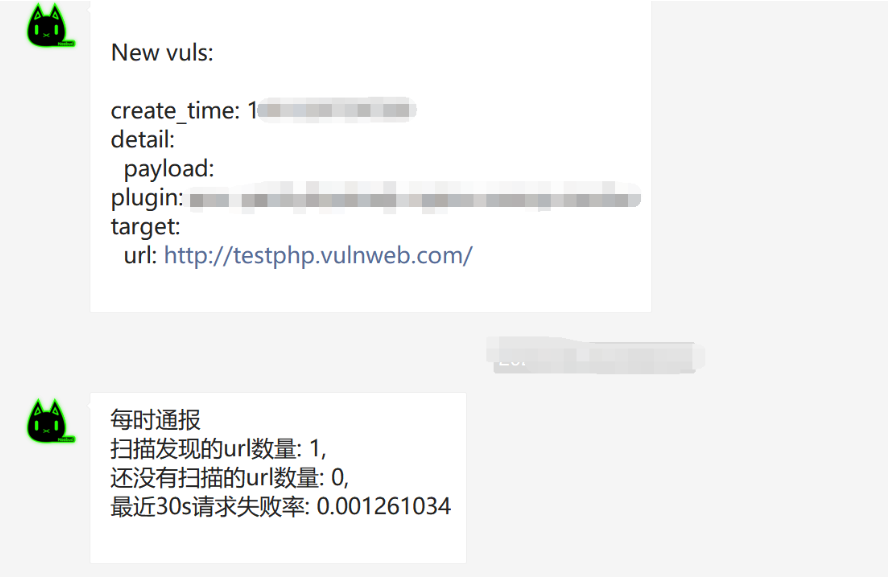 New vuls:
create_time: 1
detail:
payload:
plugin:
target:
url: http://testphp.vulnweb.com/
每时通报
扫描发现的url数量: 1,
还没有扫描的url数量: 0,
最近30s请求失败率: 0.001261034